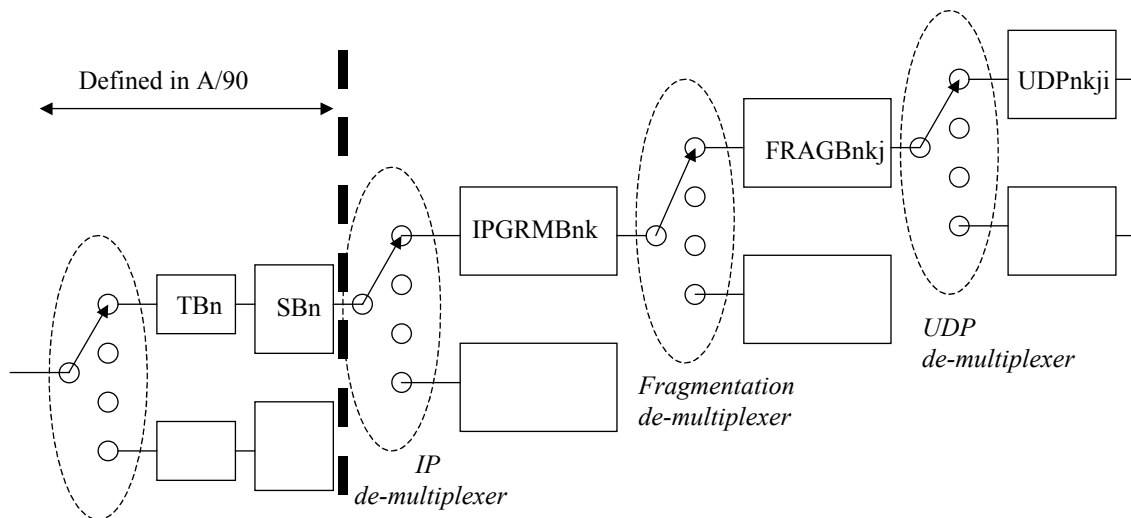 Defined in A/90
TBn
SBn
IP
de-multiplexer
IPGRMBnk
Fragmentation
de-multiplexer
FRAGBnkj
UDP
de-multiplexer
UDPnkji